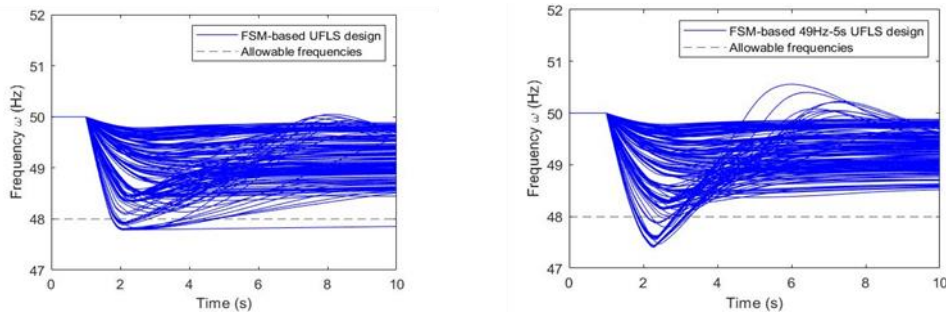 52
FSM-based UFLS design
Allowable frequencies
51
50
49
48
47
Frequency ω (Hz)
0 2 4 6 8 10
Time (s)
52
FSM-based 49Hz-5s UFLS design
Allowable frequencies
51
50
49
48
47
Frequency ω (Hz)
0 2 4 6 8 10
Time (s)